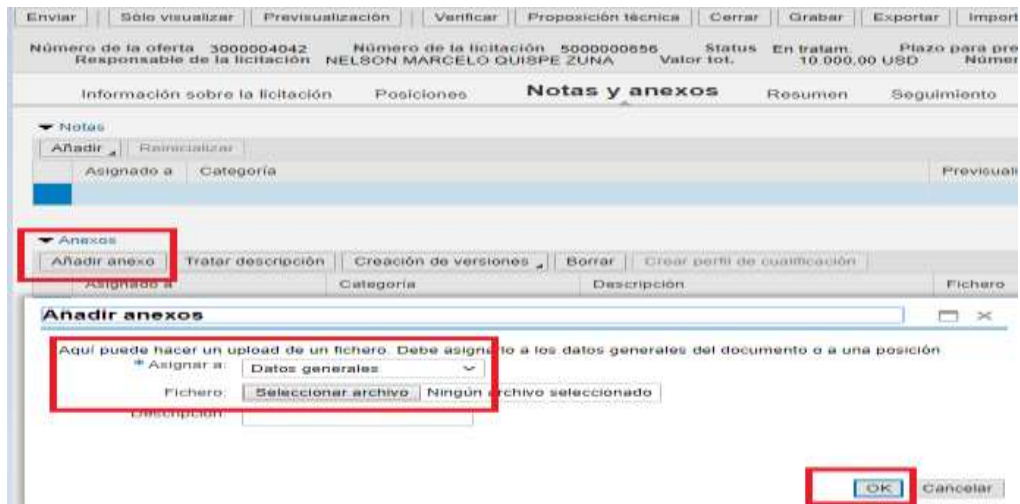 Enviar Sólo visualizar Previsualización Verificar Proposición técnica Cerrar Grabar Exportar Import
Número de la oferta 3000004042 Número de la licitación 5000000656 Status En tratam. Plazo para pre
Responsable de la licitación NELSON MARCELO QUISPE ZUNA Valor tot. 10.000,00 USD Númer
Información sobre la licitación Posiciones Notas y anexos Resumen Seguimiento
Notas
Añadir Reinicializar
Asignado a Categoría Previsuali
Anexos
Añadir anexo Tratar descripción Creación de versiones Borrar Crear perfil de cualificación
Asignado a Categoría Descripción Fichero
Añadir anexos
Aquí puede hacer un upload de un fichero. Debe asignarlo a los datos generales del documento o a una posición
* Asignar a: Datos generales
Fichero: Seleccionar archivo Ningún archivo seleccionado
Descripción:
OK Cancelar